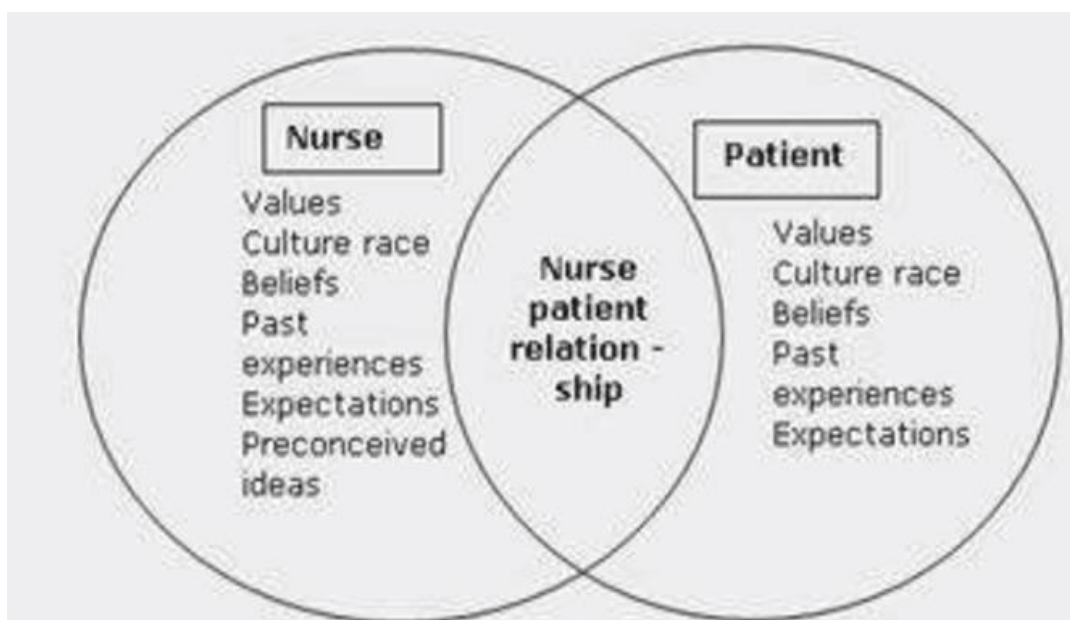 Nurse
Values
Culture race
Beliefs
Past
experiences
Expectations
Preconceived
ideas
Nurse
patient
relation -
ship
Patient
Values
Culture race
Beliefs
Past
experiences
Expectations